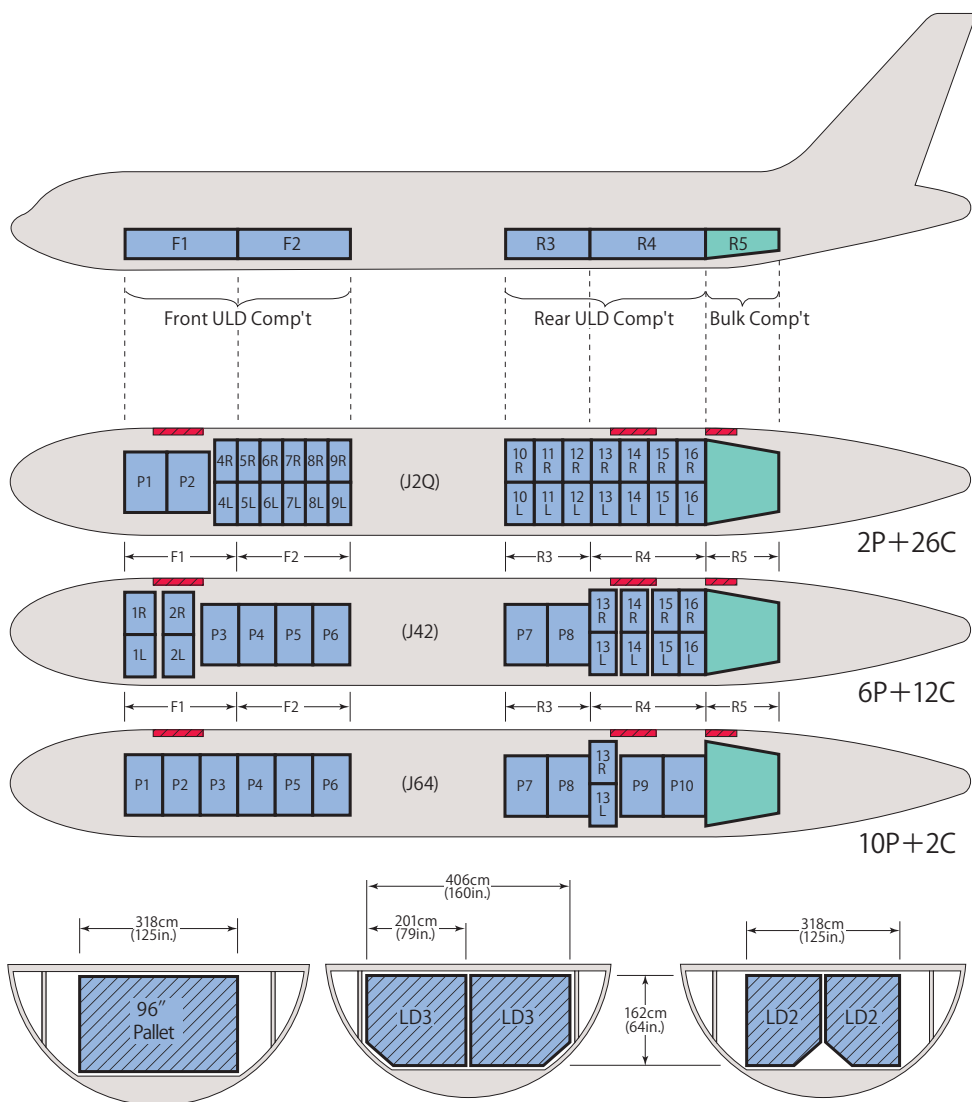 F1 F2 R3 R4 R5
Front ULD Comp't Rear ULD Comp't Bulk Comp't
P1 P2 4R 5R 6R 7R 8R 9R
4L 5L 6L 7L 8L 9L
(J2Q)
10 R 11 R 12 R 13 R 14 R 15 R 16 R
10 L 11 L 12 L 13 L 14 L 15 L 16 L
2P+26C
F1 F2 R3 R4 R5
1R 2R
1L 2L
P3 P4 P5 P6
(J42)
P7 P8
13 R 14 R 15 R 16 R
13 L 14 L 15 L 16 L
6P+12C
F1 F2 R3 R4 R5
P1 P2 P3 P4 P5 P6
(J64)
P7 P8
13 R
13 L
P9 P10
10P+2C
318cm
(125in.)
96″
Pallet
406cm
(160in.)
201cm
(79in.)
LD3 LD3
162cm
(64in.)
318cm
(125in.)
LD2 LD2